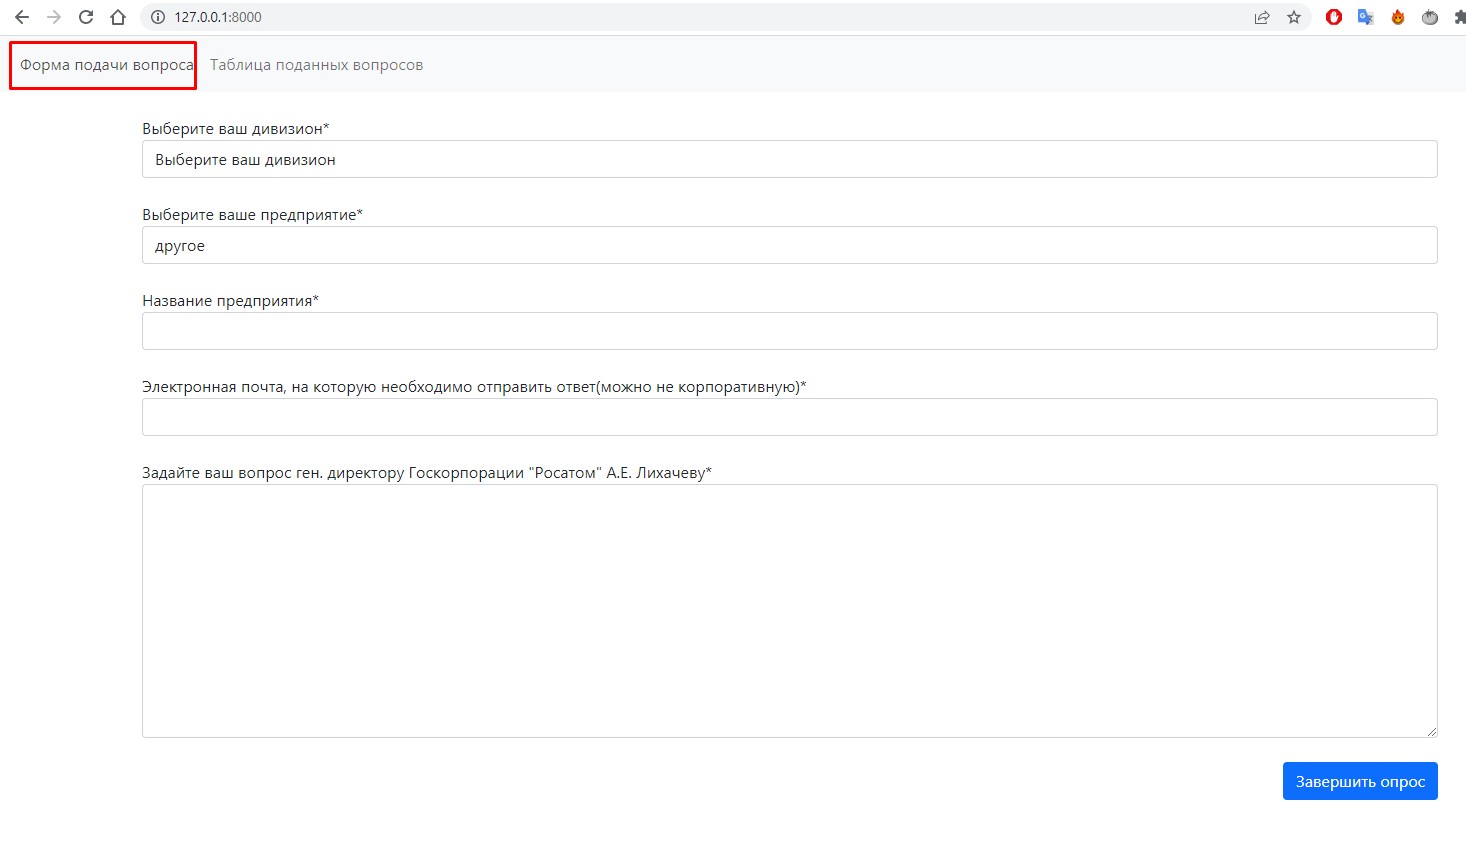 127.0.0.1:8000
Форма подачи вопроса Таблица поданных вопросов
Выберите ваш дивизион*
Выберите ваш дивизион
Выберите ваше предприятие*
другое
Название предприятия*
Электронная почта, на которую необходимо отправить ответ(можно не корпоративную)*
Задайте ваш вопрос ген. директору Госкорпорации "Росатом" А.Е. Лихачеву*
Завершить опрос